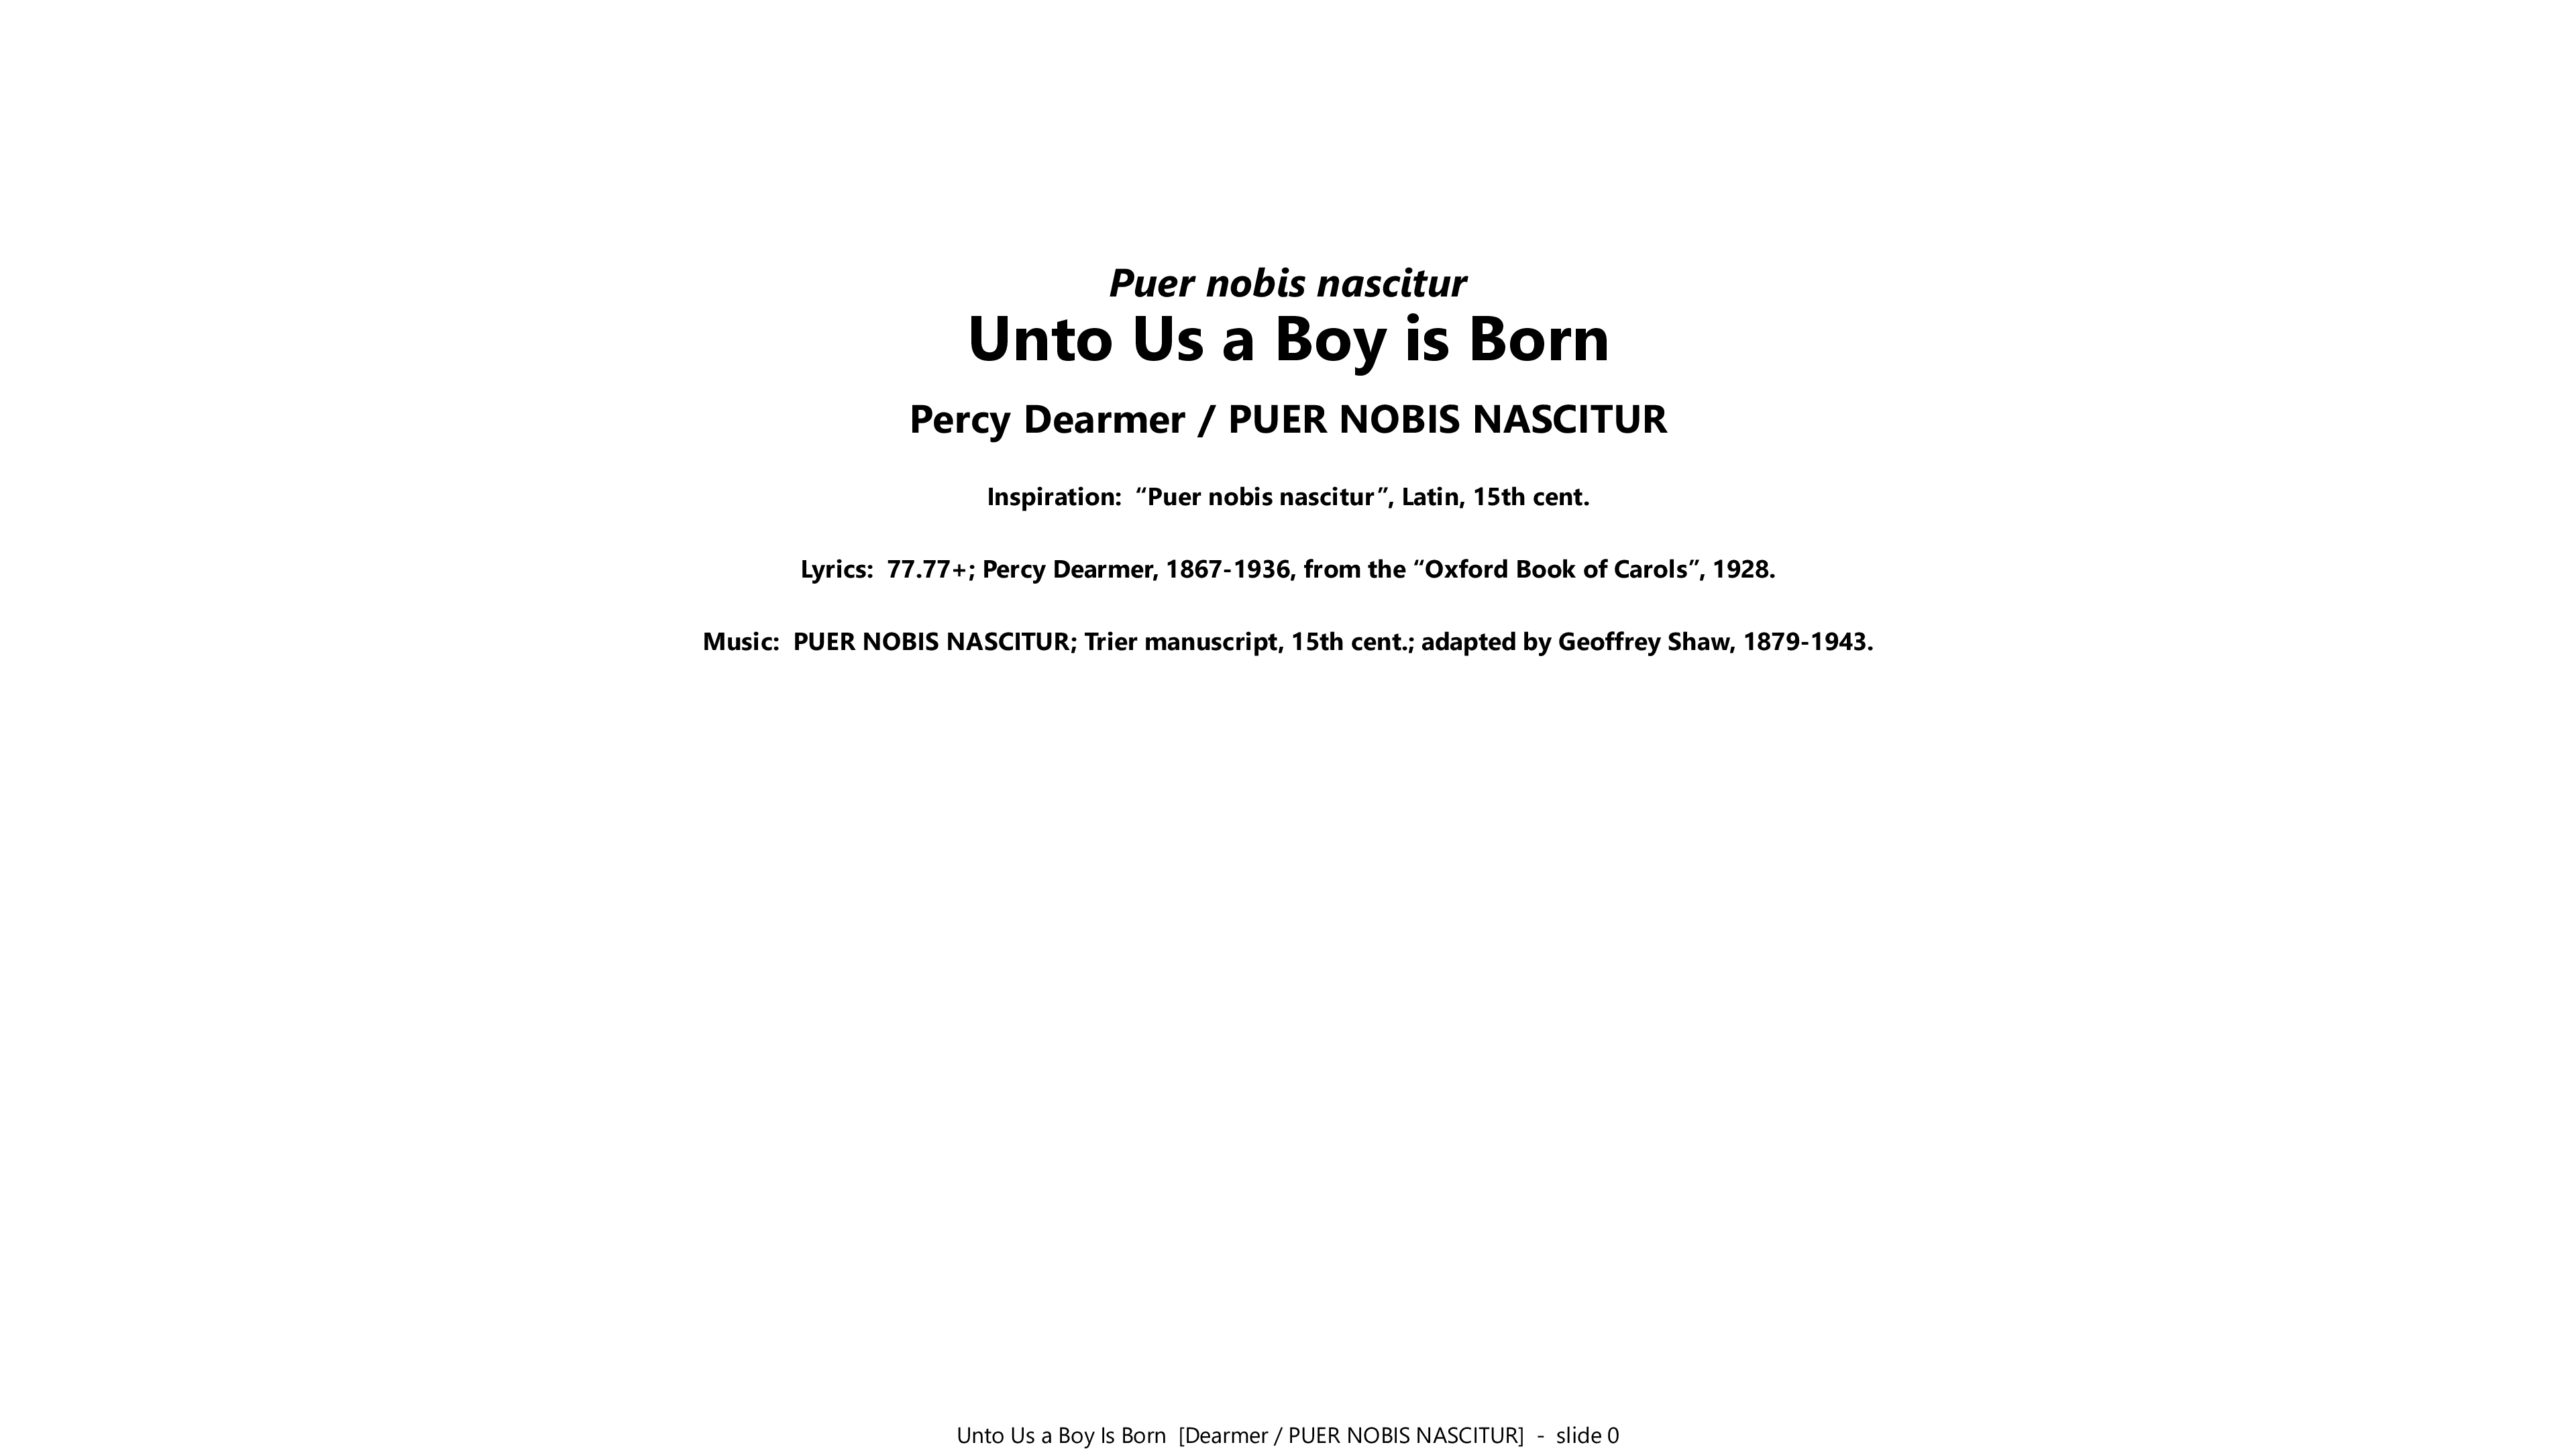 Puer nobis nascitur
Unto Us a Boy is Born
Percy Dearmer / PUER NOBIS NASCITUR
Inspiration:  “Puer nobis nascitur”, Latin, 15th cent.
Lyrics:  77.77+; Percy Dearmer, 1867-1936, from the “Oxford Book of Carols”, 1928.
Music:  PUER NOBIS NASCITUR; Trier manuscript, 15th cent.; adapted by Geoffrey Shaw, 1879-1943.
Unto Us a Boy Is Born  [Dearmer / PUER NOBIS NASCITUR]  -  slide 0